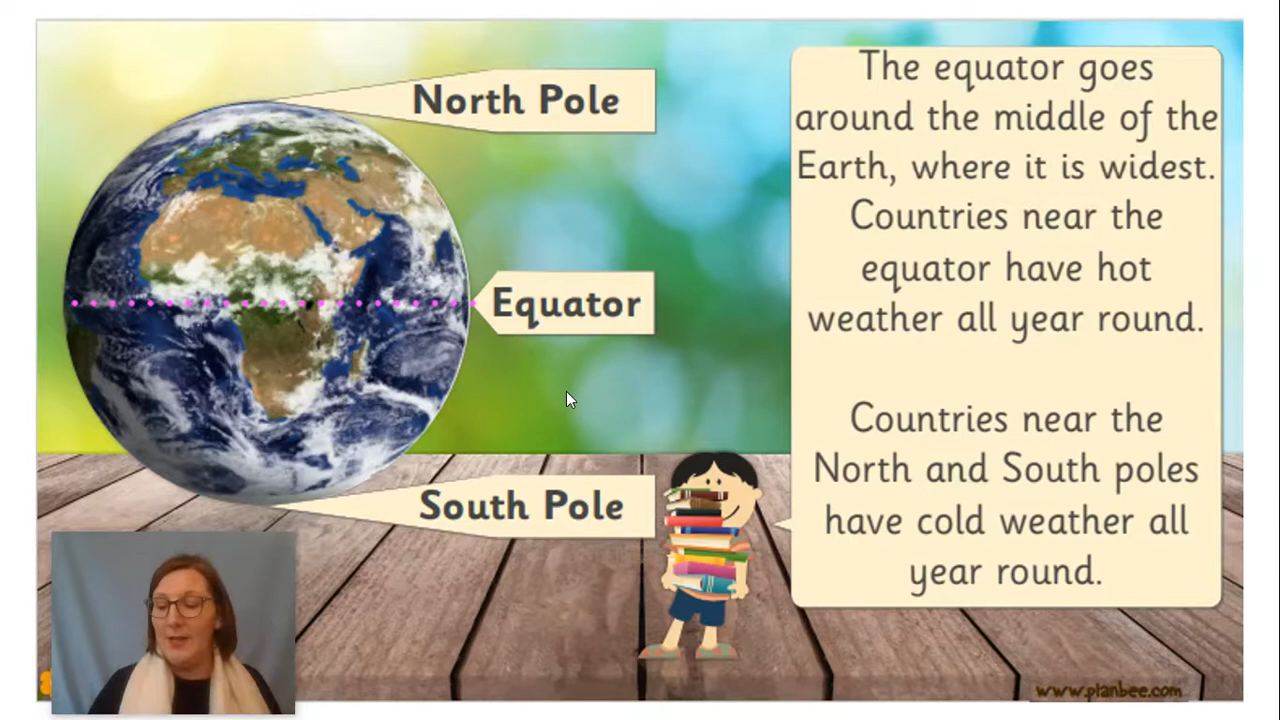 North Pole
Equator
South Pole
The equator goes
around the middle of the
Earth, where it is widest.
Countries near the
equator have hot
weather all year round.
Countries near the
North and South poles
have cold weather all
year round.
www.planbee.com